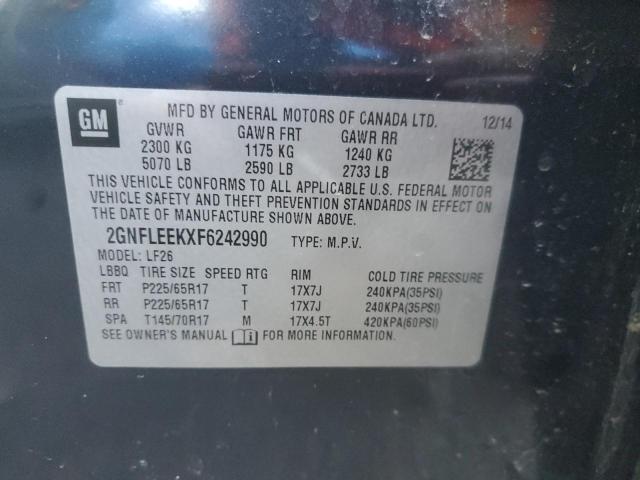 GM
MFD BY GENERAL MOTORS OF CANADA LTD. 12/14
GVWR GAWR FRT GAWR RR
2300 KG 1175 KG 1240 KG
5070 LB 2590 LB 2733 LB
THIS VEHICLE CONFORMS TO ALL APPLICABLE U.S. FEDERAL MOTOR
VEHICLE SAFETY AND THEFT PREVENTION STANDARDS IN EFFECT ON
THE DATE OF MANUFACTURE SHOWN ABOVE.
2GNFLEEKXF6242990 TYPE: M.P.V.
MODEL: LF26
LBBQ TIRE SIZE SPEED RTG RIM COLD TIRE PRESSURE
FRT P225/65R17 T 17X7J 240KPA(35PSI)
RR P225/65R17 T 17X7J 240KPA(35PSI)
SPA T145/70R17 M 17X4.5T 420KPA(60PSI)
SEE OWNER'S MANUAL FOR MORE INFORMATION.